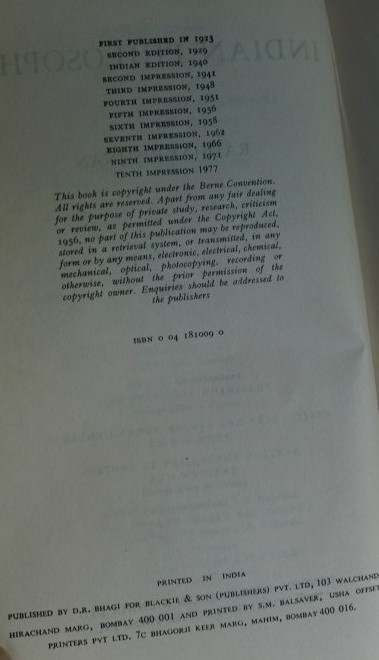 FIRST PUBLISHED IN 1923
SECOND EDITION, 1929
INDIAN EDITION, 1940
SECOND IMPRESSION, 1941
THIRD IMPRESSION, 1948
FOURTH IMPRESSION, 1951
FIFTH IMPRESSION, 1956
SIXTH IMPRESSION, 1958
SEVENTH IMPRESSION, 1962
EIGHTH IMPRESSION, 1966
NINTH IMPRESSION, 1971
TENTH IMPRESSION 1977
This book is copyright under the Berne Convention.
All rights are reserved. Apart from any fair dealing
for the purpose of private study, research, criticism
or review, as permitted under the Copyright Act,
1956, no part of this publication may be reproduced,
stored in a retrieval system, or transmitted, in any
form or by any means, electronic, electrical, chemical,
mechanical, optical, photocopying, recording or
otherwise, without the prior permission of the
copyright owner. Enquiries should be addressed to
the publishers
ISBN 0 04 181009 0
PRINTED IN INDIA
PUBLISHED BY D.R. BHAGI FOR BLACKIE & SON (PUBLISHERS) PVT. LTD, 103 WALCHAND
HIRACHAND MARG, BOMBAY 400 001 AND PRINTED BY S.M. BALSAVER, USHA OFFSET
PRINTERS PVT LTD. 7C BHAGORJI KEER MARG, MAHIM, BOMBAY 400 016.